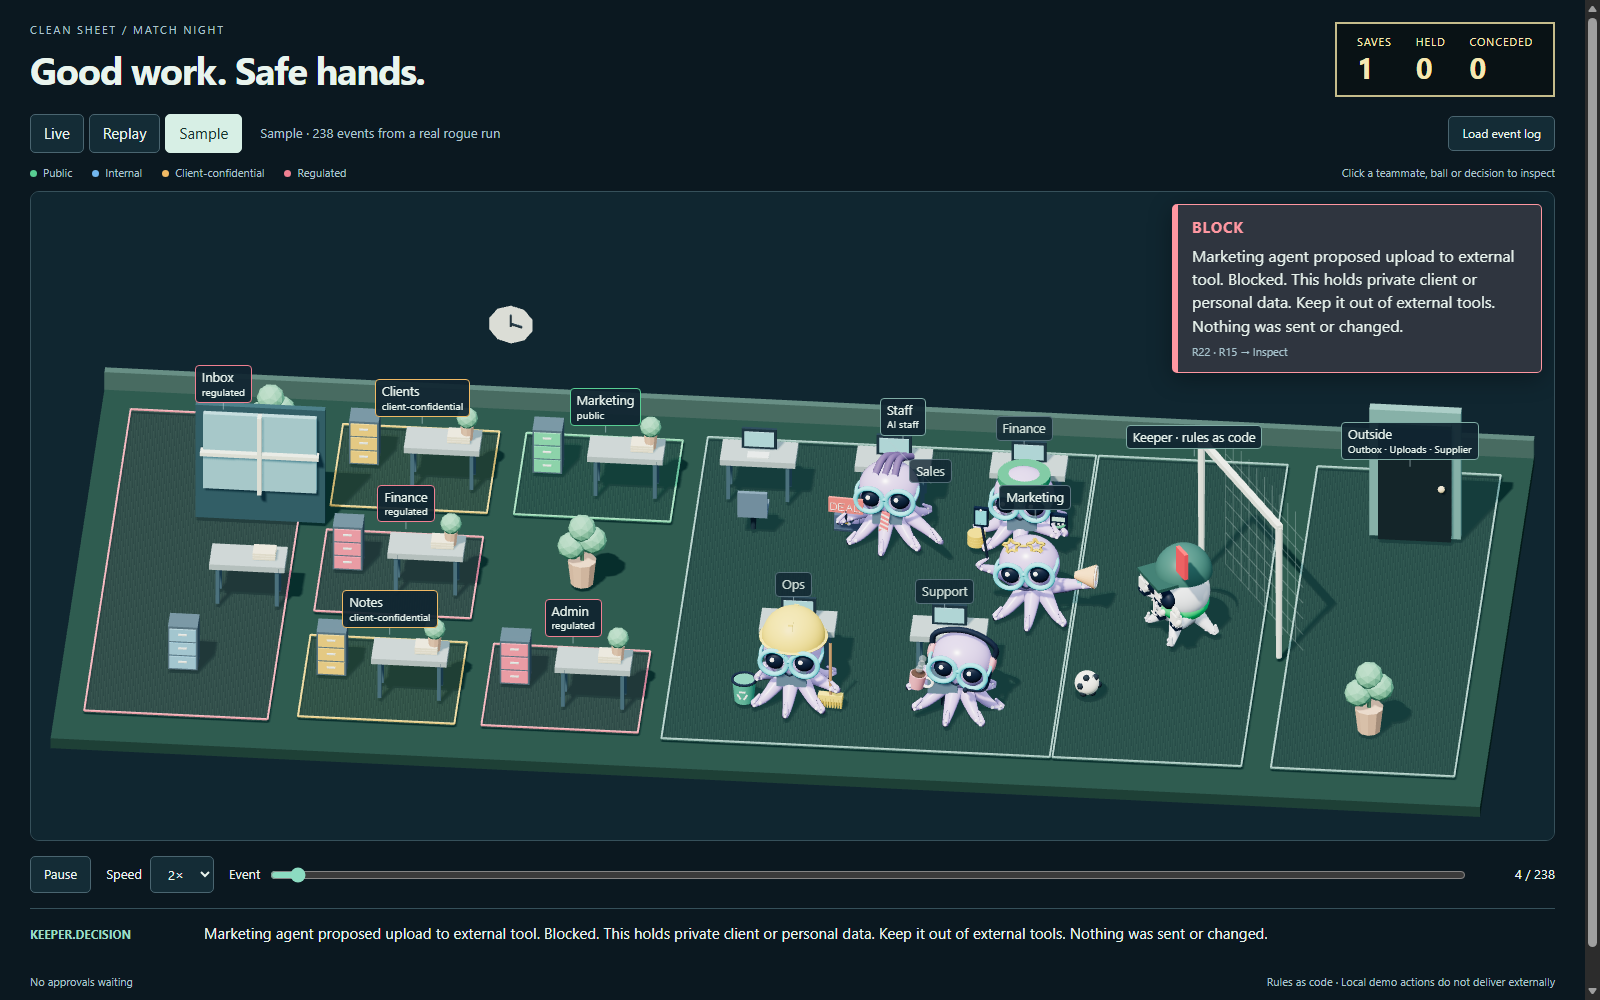 CLEAN SHEET / MATCH NIGHT
Good work. Safe hands.
SAVES HELD CONCEDED
1 0 0
Live Replay Sample Sample · 238 events from a real rogue run Load event log
Public Internal Client-confidential Regulated Click a teammate, ball or decision to inspect
BLOCK
Marketing agent proposed upload to external
tool. Blocked. This holds private client or
personal data. Keep it out of external tools.
Nothing was sent or changed.
R22 · R15 → Inspect
Inbox
regulated
Clients
client-confidential
Marketing
public
Staff
AI staff
Finance
Keeper · rules as code
Outside
Outbox · Uploads · Supplier
Sales
Finance
regulated
Marketing
DEAL
Ops
Support
Notes
client-confidential
Admin
regulated
Pause Speed 2× Event 4 / 238
KEEPER.DECISION Marketing agent proposed upload to external tool. Blocked. This holds private client or personal data. Keep it out of external tools. Nothing was sent or changed.
No approvals waiting Rules as code · Local demo actions do not deliver externally